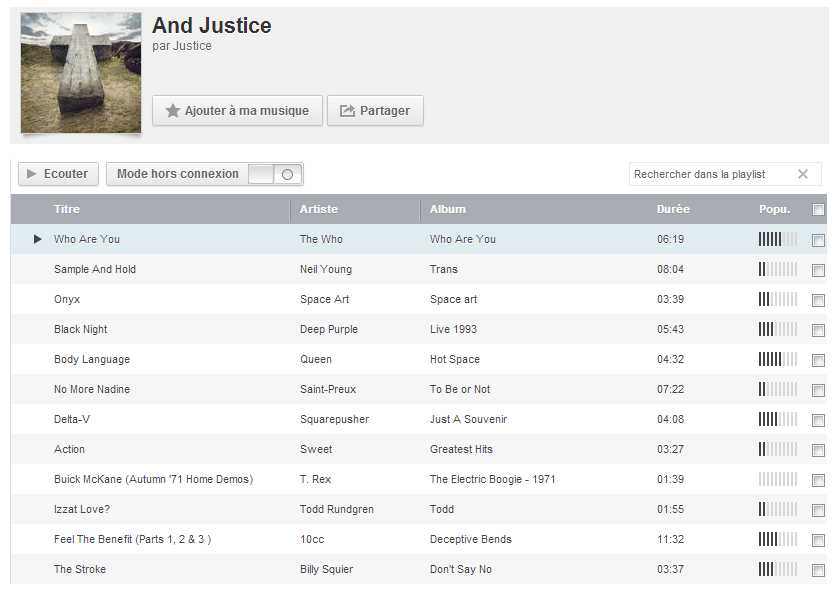 And Justice
par Justice
Ajouter à ma musique Partager
Ecouter Mode hors connexion Rechercher dans la playlist
Titre Artiste Album Durée Popu.
Who Are You The Who Who Are You 06:19
Sample And Hold Neil Young Trans 08:04
Onyx Space Art Space art 03:39
Black Night Deep Purple Live 1993 05:43
Body Language Queen Hot Space 04:32
No More Nadine Saint-Preux To Be or Not 07:22
Delta-V Squarepusher Just A Souvenir 04:08
Action Sweet Greatest Hits 03:27
Buick McKane (Autumn '71 Home Demos) T. Rex The Electric Boogie - 1971 01:39
Izzat Love? Todd Rundgren Todd 01:55
Feel The Benefit (Parts 1, 2 & 3 ) 10cc Deceptive Bends 11:32
The Stroke Billy Squier Don't Say No 03:37